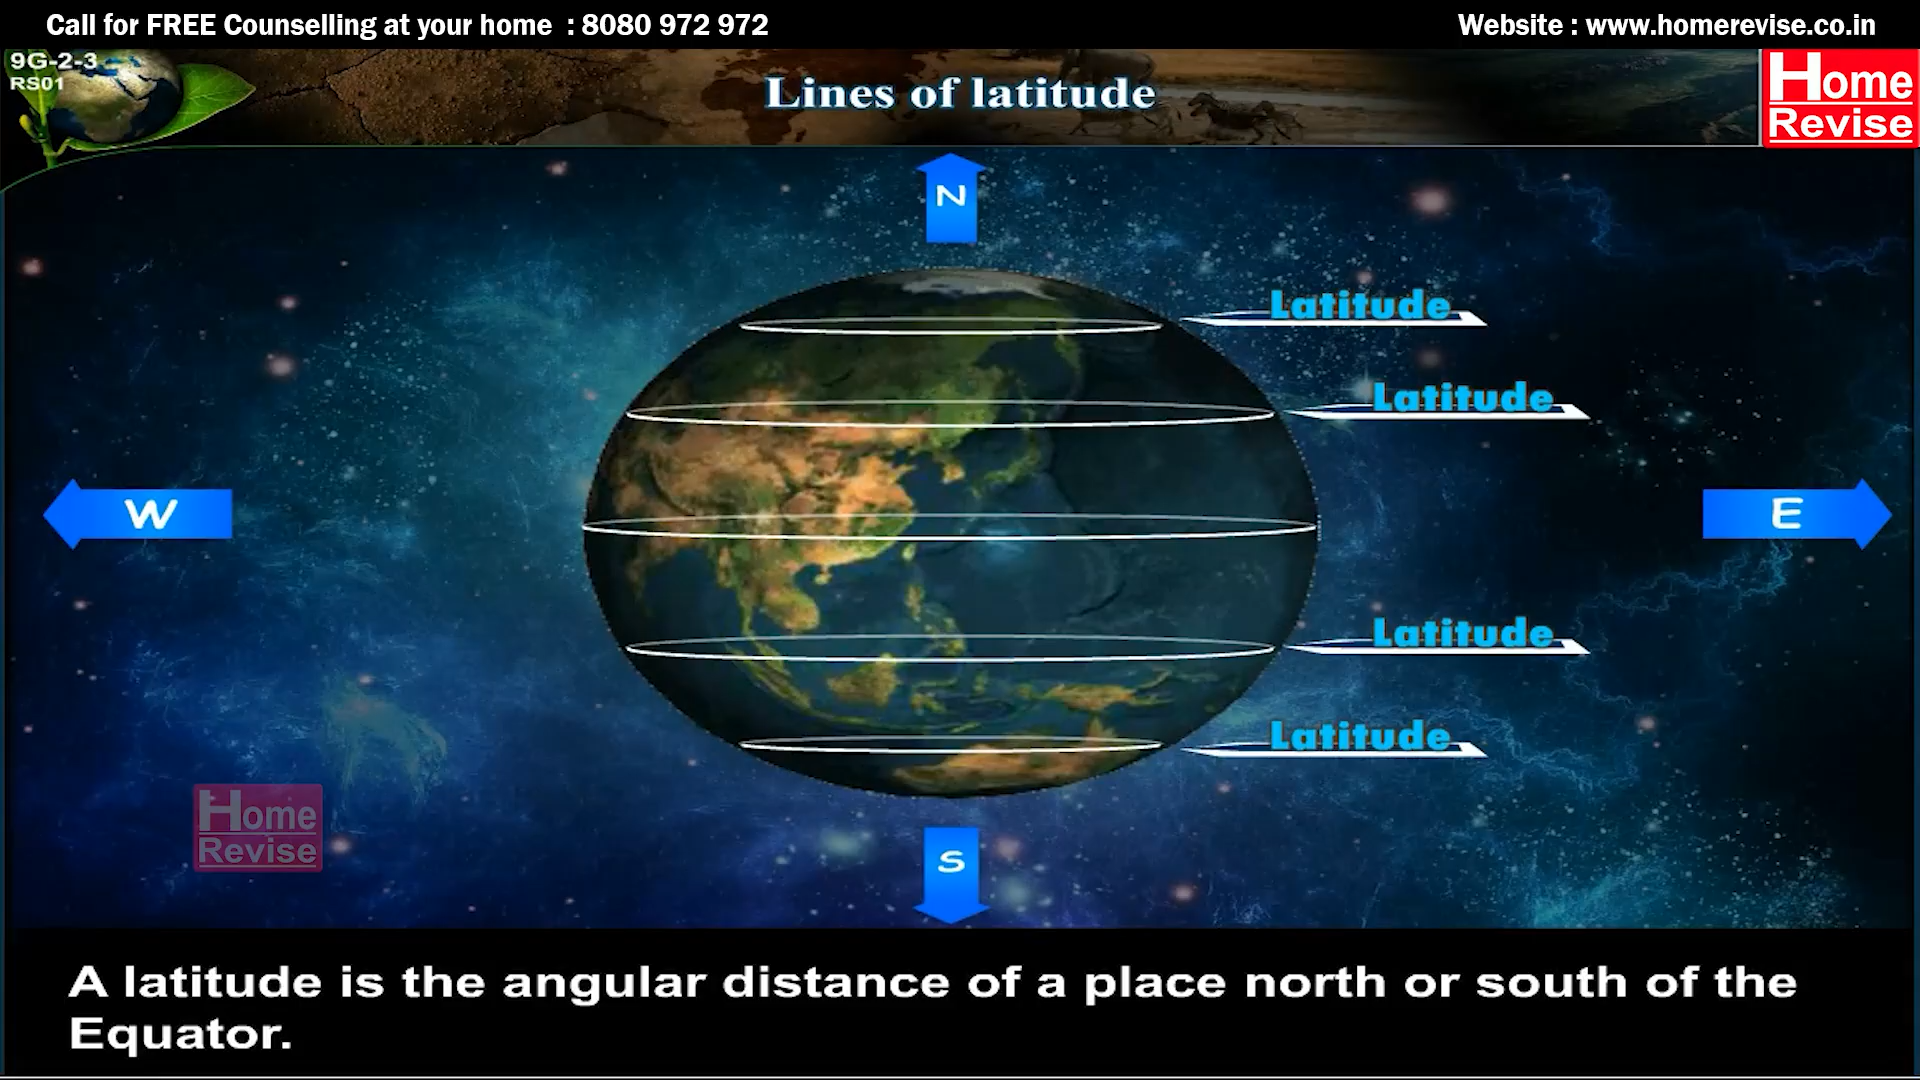 Call for FREE Counselling at your home : 8080 972 972
Website : www.homerevise.co.in
9G-2-3
RS01
Lines of latitude
Home
Revise
N
Latitude
Latitude
W
E
Latitude
Latitude
Home
Revise
S
A latitude is the angular distance of a place north or south of the
Equator.